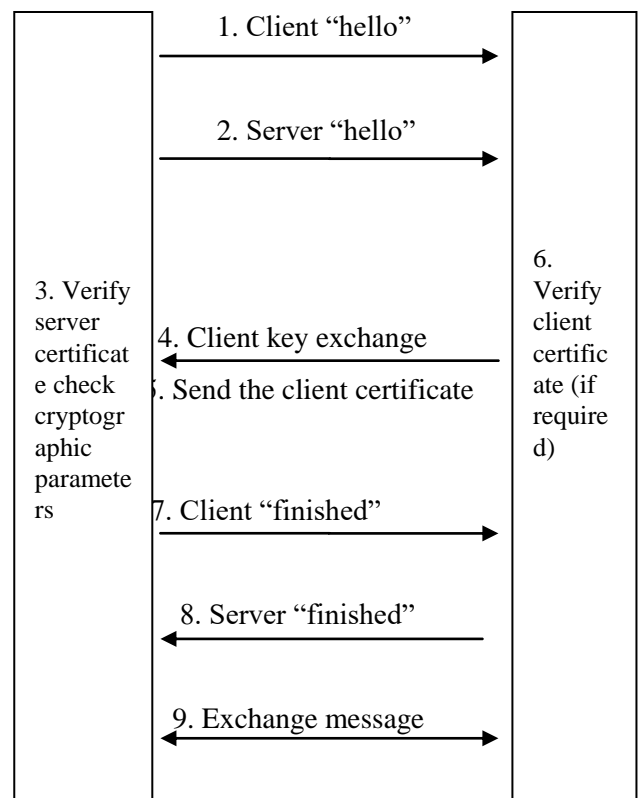 1. Client “hello”
2. Server “hello”
3. Verify
server
certificat
e check
cryptogr
aphic
paramete
rs
4. Client key exchange
5. Send the client certificate
6.
Verify
client
certific
ate (if
require
d)
7. Client “finished”
8. Server “finished”
9. Exchange message